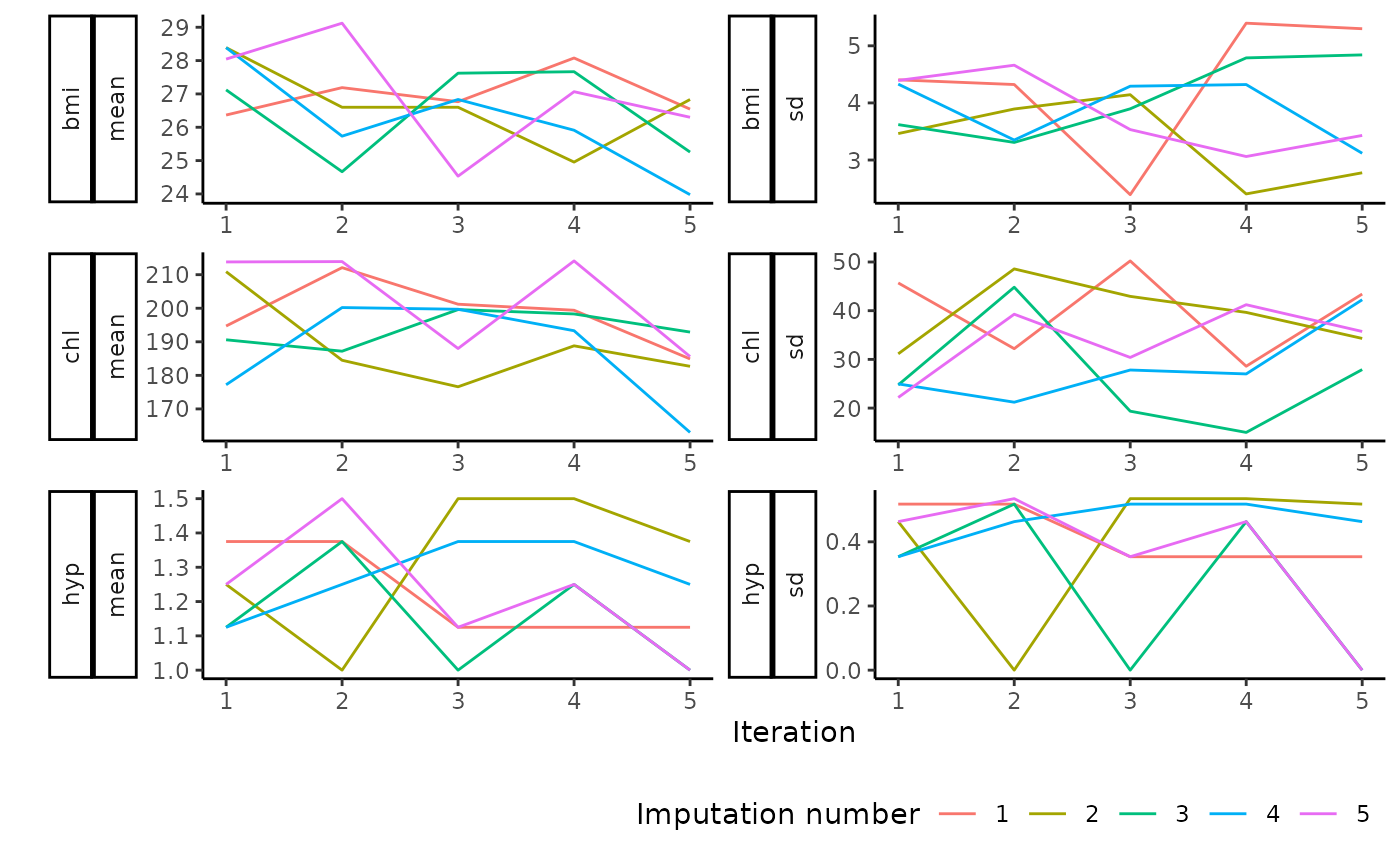 bmi mean
29
28
27
26
25
24
1 2 3 4 5
bmi sd
5
4
3
1 2 3 4 5
chl mean
210
200
190
180
170
1 2 3 4 5
chl sd
50
40
30
20
1 2 3 4 5
hyp mean
1.5
1.4
1.3
1.2
1.1
1.0
1 2 3 4 5
hyp sd
0.4
0.2
0.0
1 2 3 4 5
Iteration
Imputation number 1 2 3 4 5